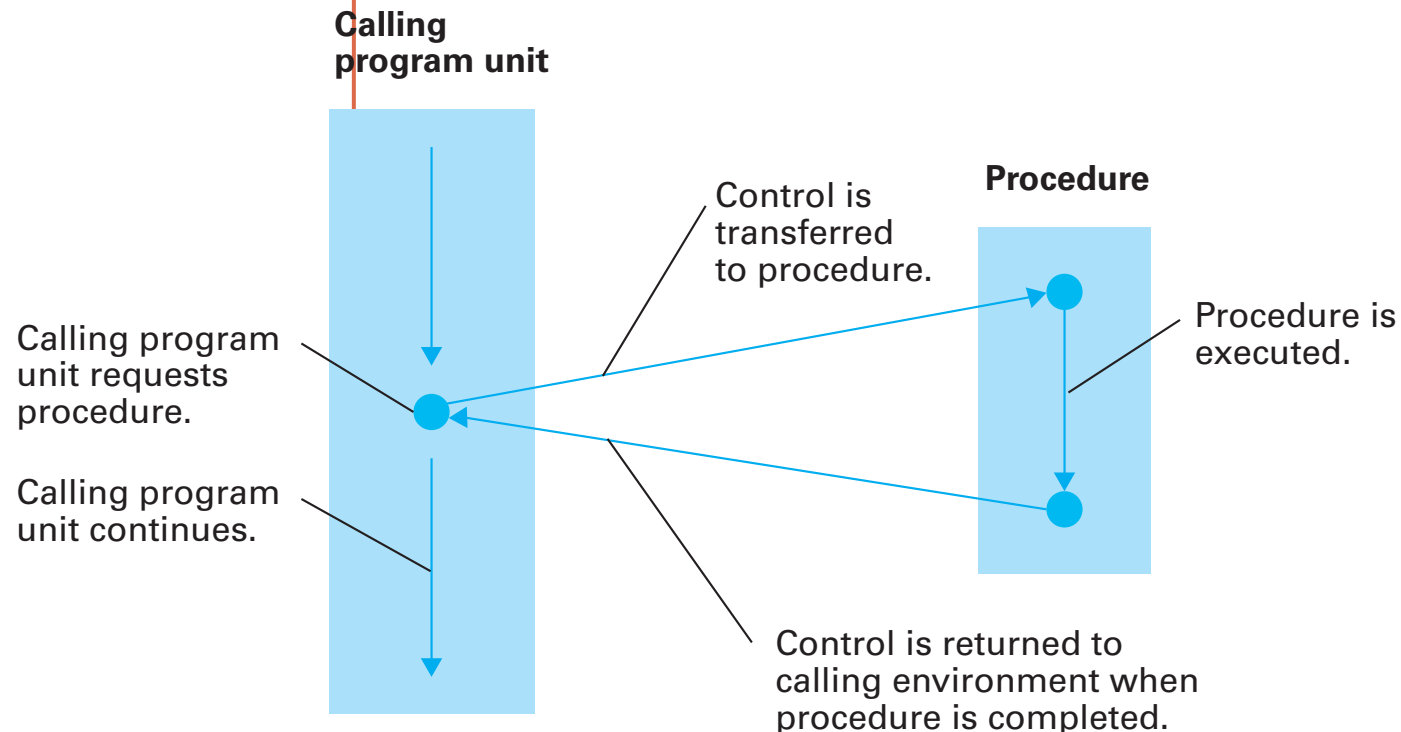 Calling
program unit
Procedure
Control is
transferred
to procedure.
Procedure is
executed.
Calling program
unit requests
procedure.
Calling program
unit continues.
Control is returned to
calling environment when
procedure is completed.